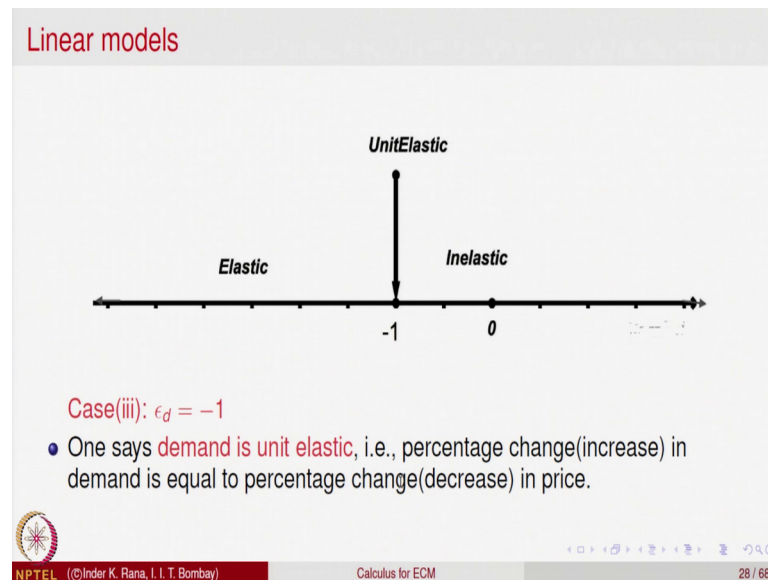 Linear models
UnitElastic
Elastic
Inelastic
-1
0
Case(iii): ϵd = −1
One says demand is unit elastic, i.e., percentage change(increase) in
demand is equal to percentage change(decrease) in price.
NPTEL
((©Inder K. Rana, I. I. T. Bombay)
Calculus for ECM
28 / 68